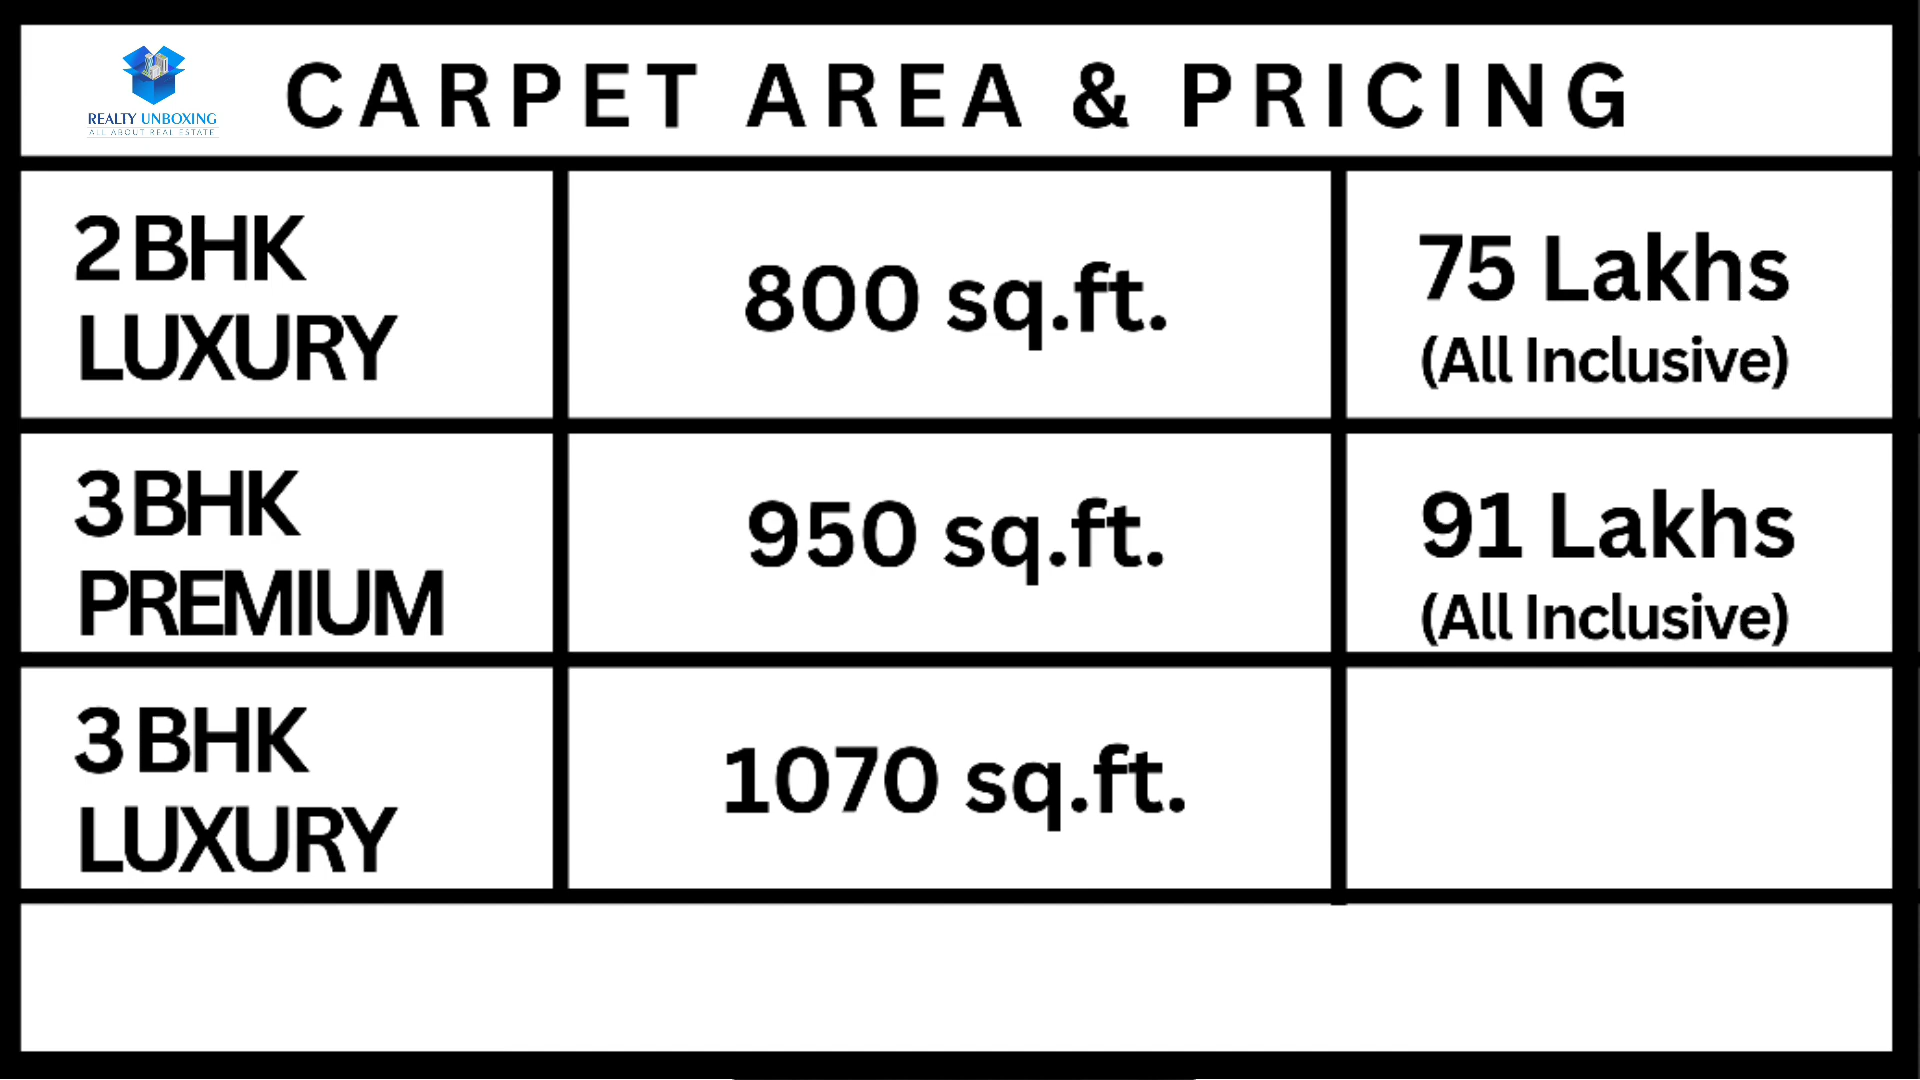 REALTY UNBOXING
ALL ABOUT REAL ESTATE
CARPET AREA & PRICING
2 BHK
LUXURY
800 sq.ft.
75 Lakhs
(All Inclusive)
3 BHK
PREMIUM
950 sq.ft.
91 Lakhs
(All Inclusive)
3 BHK
LUXURY
1070 sq.ft.